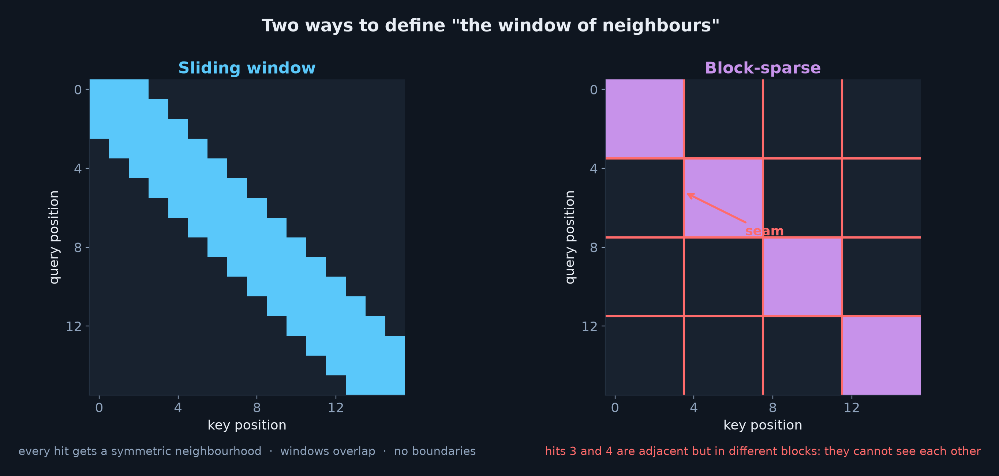 Two ways to define "the window of neighbours"
Sliding window
0
4
8
12
query position
0
4
8
12
key position
every hit gets a symmetric neighbourhood · windows overlap · no boundaries
Block-sparse
0
4
8
12
query position
seam
0
4
8
12
key position
hits 3 and 4 are adjacent but in different blocks: they cannot see each other